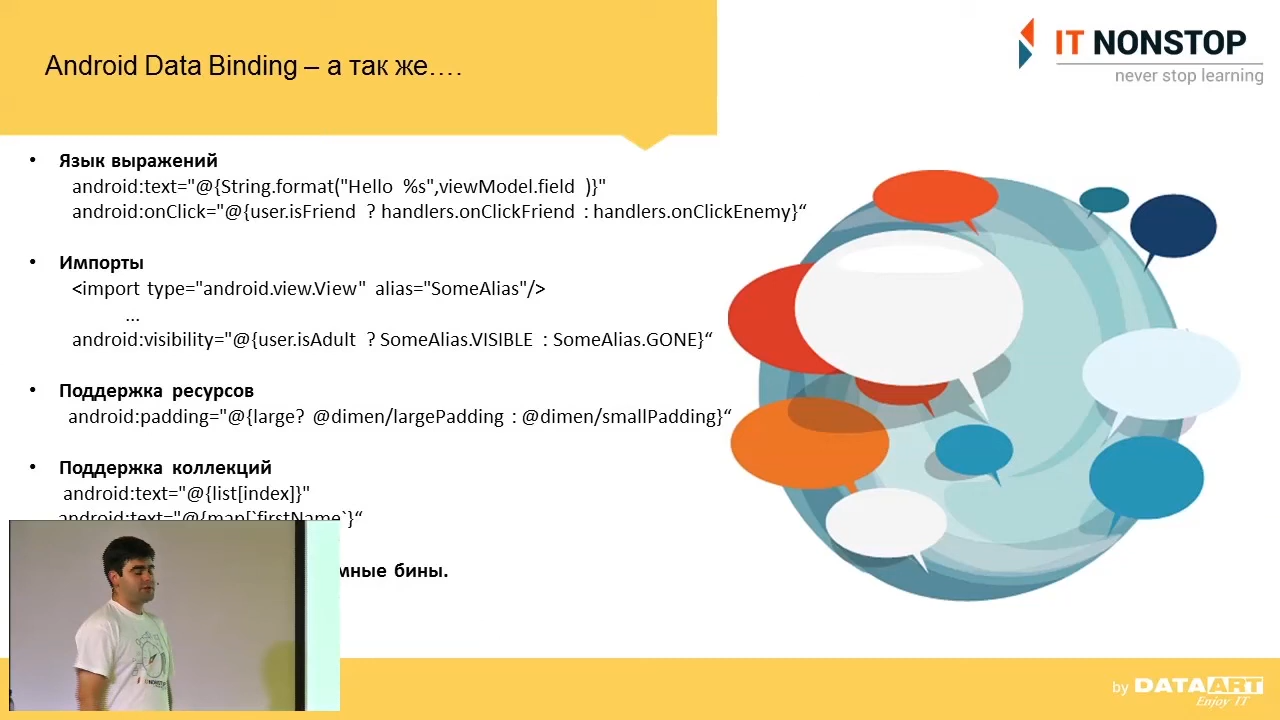 Android Data Binding – а так же….
IT NONSTOP
never stop learning
• Язык выражений
android:text="@{String.format("Hello %s",viewModel.field )}"
android:onClick="@{user.isFriend ? handlers.onClickFriend : handlers.onClickEnemy}“
• Импорты
<import type="android.view.View" alias="SomeAlias"/>
...
android:visibility="@{user.isAdult ? SomeAlias.VISIBLE : SomeAlias.GONE}“
• Поддержка ресурсов
android:padding="@{large? @dimen/largePadding : @dimen/smallPadding}“
• Поддержка коллекций
android:text="@{list[index]}"
android:text="@{map[`firstName`}“
мные бины.
by DATAART
Enjoy IT